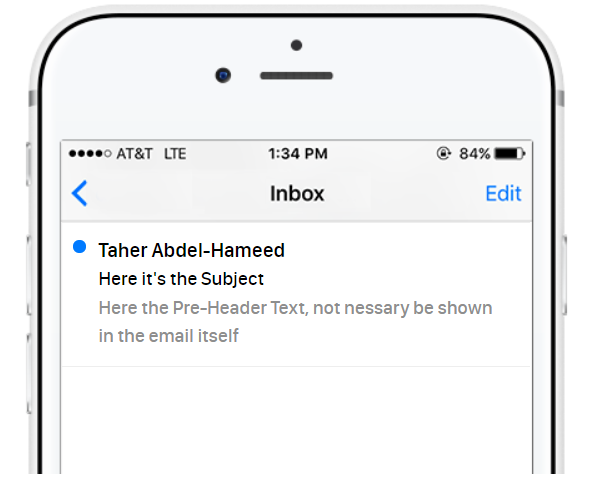 AT&T LTE 1:34 PM 84%
Inbox Edit
Taher Abdel-Hameed
Here it's the Subject
Here the Pre-Header Text, not nessary be shown
in the email itself